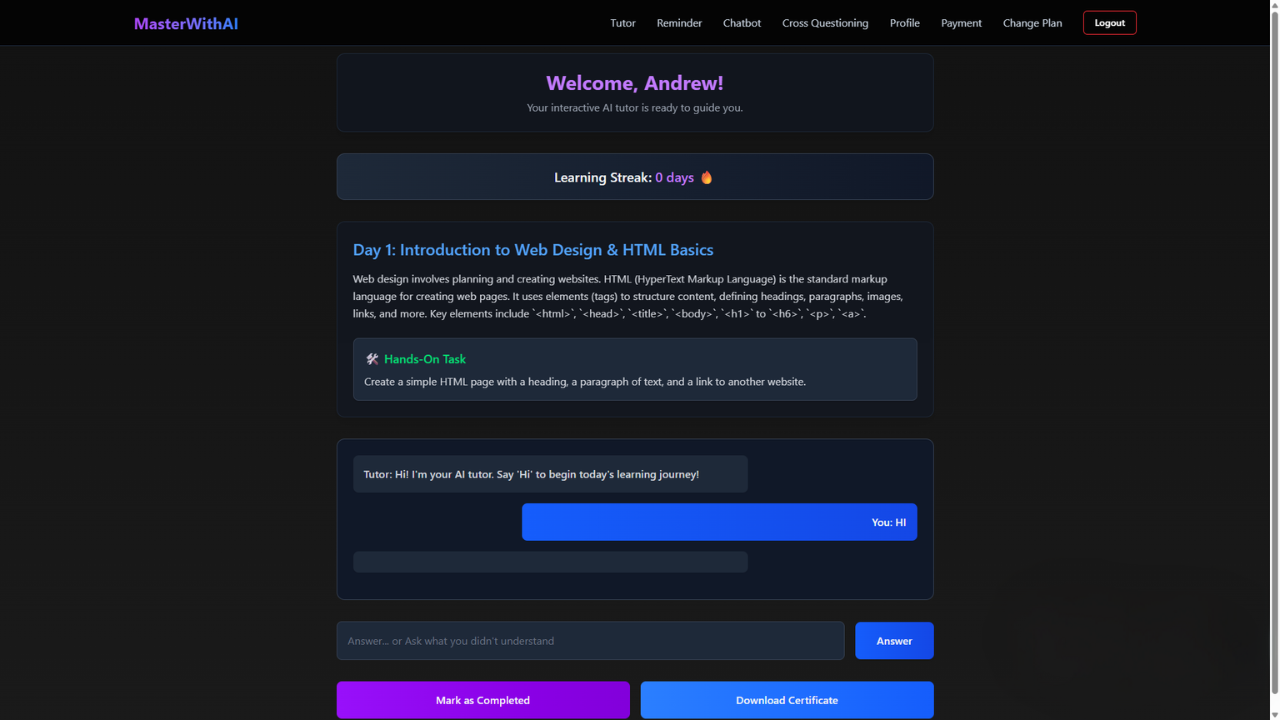 MasterWithAI
Tutor
Reminder
Chatbot
Cross Questioning
Profile
Payment
Change Plan
Logout
Welcome, Andrew!
Your interactive AI tutor is ready to guide you.
Learning Streak: 0 days 🔥
Day 1: Introduction to Web Design & HTML Basics
Web design involves planning and creating websites. HTML (HyperText Markup Language) is the standard markup
language for creating web pages. It uses elements (tags) to structure content, defining headings, paragraphs, images,
links, and more. Key elements include `<html>`, `<head>`, `<title>`, `<body>`, `<h1>` to `<h6>`, `<p>`, `<a>`.
🛠️ Hands-On Task
Create a simple HTML page with a heading, a paragraph of text, and a link to another website.
Tutor: Hi! I'm your AI tutor. Say 'Hi' to begin today's learning journey!
You: HI
Answer... or Ask what you didn't understand
Answer
Mark as Completed
Download Certificate